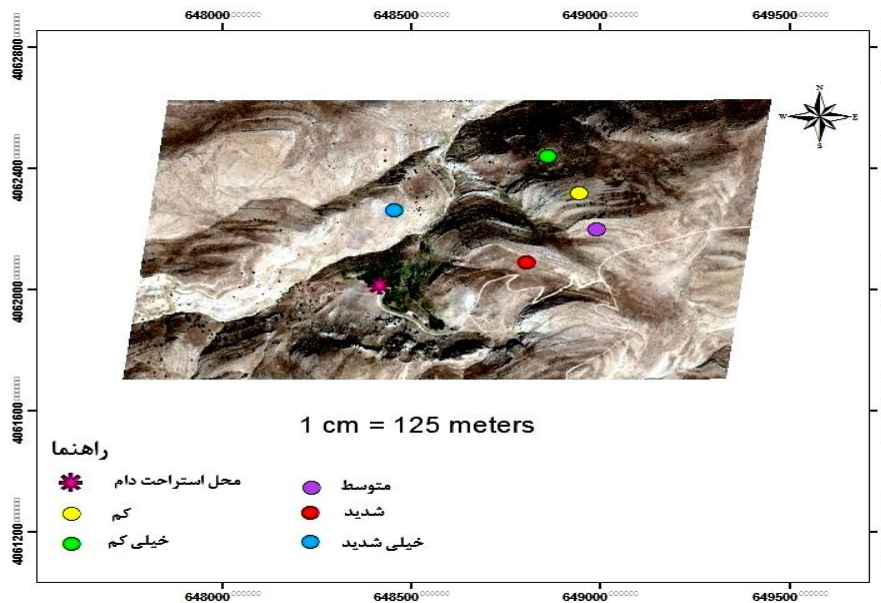 648000 648500 649000 649500
4062800
4062400
4062000
4061600
4061200
N
W E
S
1 cm = 125 meters
راهنما
محل استراحت دام
متوسط
کم
شدید
خیلی کم
خیلی شدید
648000 648500 649000 649500